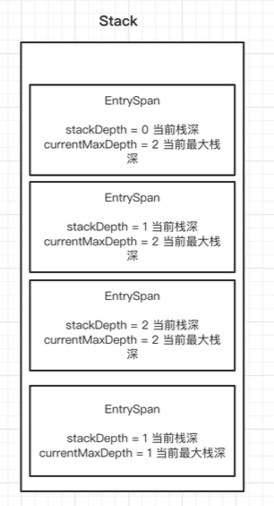 Stack
EntrySpan
stackDepth = 0 当前栈深
currentMaxDepth = 2 当前最大栈
深
EntrySpan
stackDepth = 1 当前栈深
currentMaxDepth = 2 当前最大栈
深
EntrySpan
stackDepth = 2 当前栈深
currentMaxDepth = 2 当前最大栈
深
EntrySpan
stackDepth = 1 当前栈深
currentMaxDepth = 1 当前最大栈深